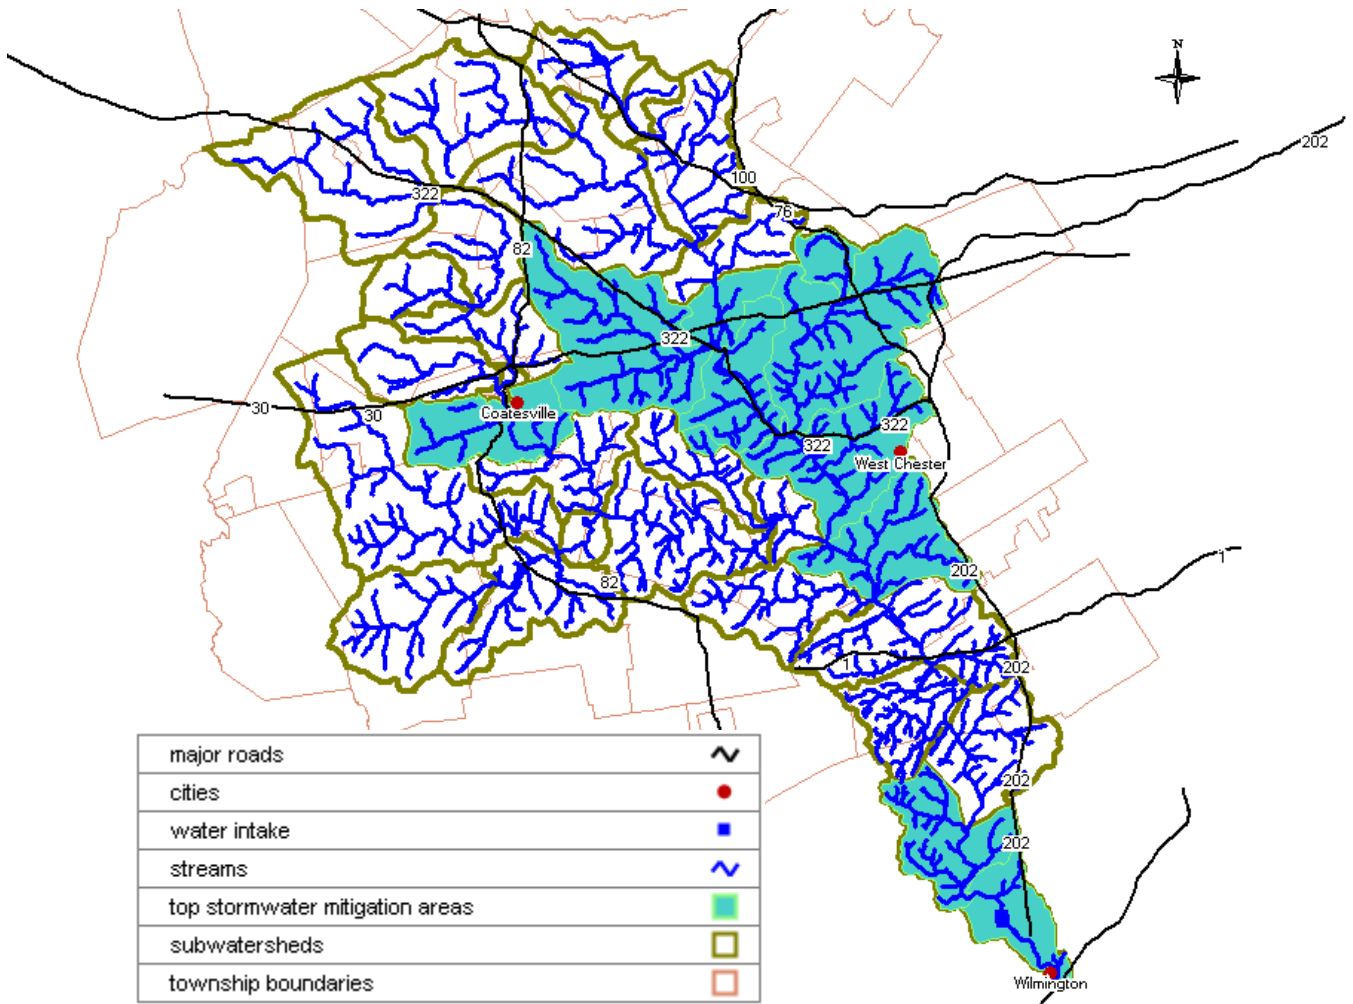 N
202
100
76
322
82
322
30
30
Coatesville
322
322
West Chester
202
82
1
202
1
202
202
Wilmington
major roads
cities
water intake
streams
top stormwater mitigation areas
subwatersheds
township boundaries